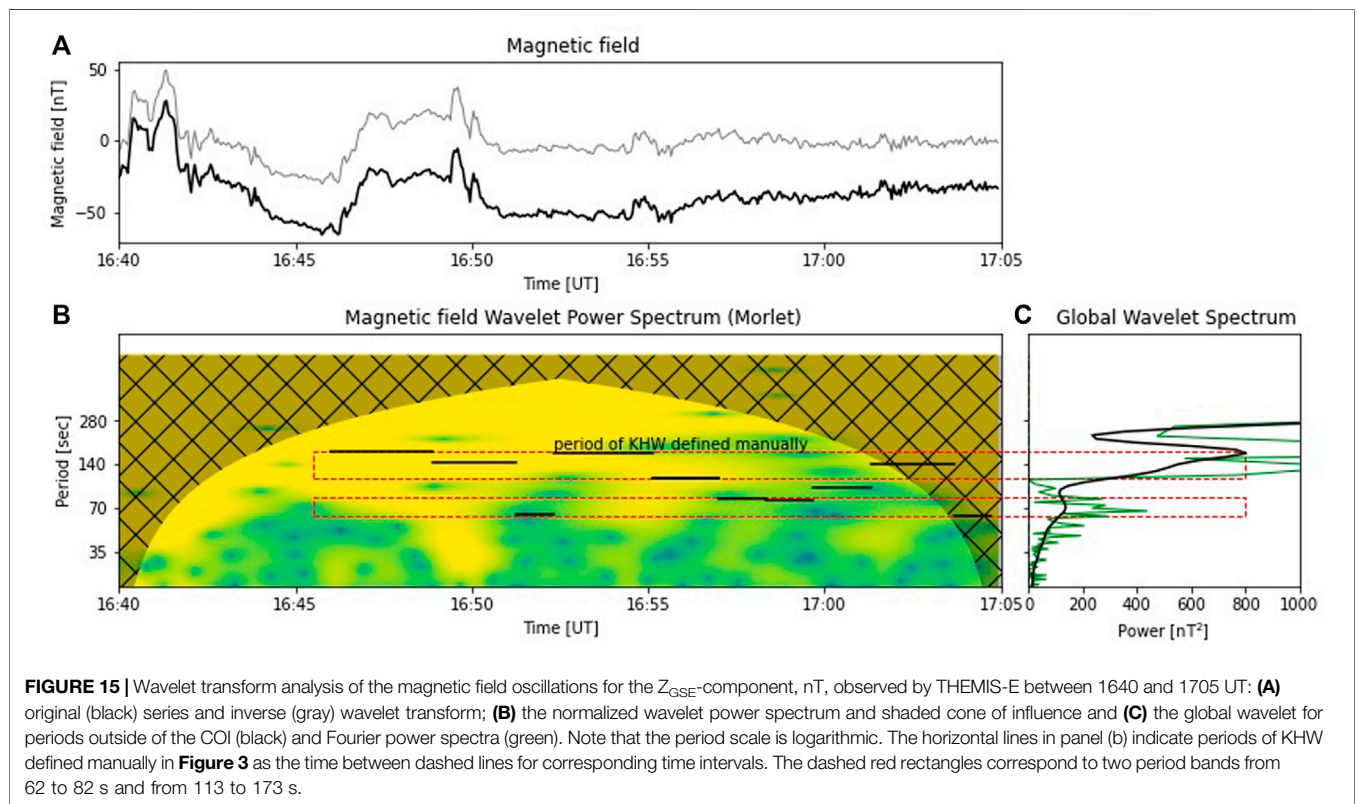 A
Magnetic field
Magnetic field [nT]
50
0
−50
16:40 16:45 16:50 16:55 17:00 17:05
Time [UT]
B
Magnetic field Wavelet Power Spectrum (Morlet)
Period [sec]
280
140
70
35
period of KHW defined manually
16:40 16:45 16:50 16:55 17:00 17:05
Time [UT]
C
Global Wavelet Spectrum
0 200 400 600 800 1000
Power [nT²]
FIGURE 15 | Wavelet transform analysis of the magnetic field oscillations for the Z_GSE-component, nT, observed by THEMIS-E between 1640 and 1705 UT: (A)
original (black) series and inverse (gray) wavelet transform; (B) the normalized wavelet power spectrum and shaded cone of influence and (C) the global wavelet for
periods outside of the COI (black) and Fourier power spectra (green). Note that the period scale is logarithmic. The horizontal lines in panel (b) indicate periods of KHW
defined manually in Figure 3 as the time between dashed lines for corresponding time intervals. The dashed red rectangles correspond to two period bands from
62 to 82 s and from 113 to 173 s.